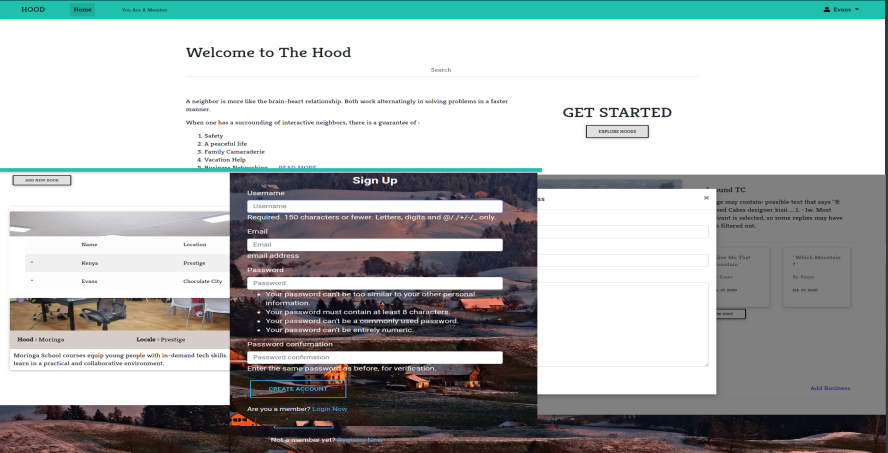 HOOD Home You Are A Member Evans
Welcome to The Hood
Search
A neighbor is more like the brain-heart relationship. Both work alternatingly in solving problems in a faster
manner.
When one has a surrounding of interactive neighbors, there is a guarantee of :
1. Safety
2. A peaceful life
3. Family Camaraderie
4. Vacation Help
5. Business Networking ... READ MORE
GET STARTED
EXPLORE HOODS
ADD NEW HOOD
Name Location
Kenya Prestige
Evans Chocolate City
Hood : Moringa Locale : Prestige
Moringa School courses equip young people with in-demand tech skills.
learn in a practical and collaborative environment.
Sign Up
Username
Username
Required. 150 characters or fewer. Letters, digits and @/./+/-/_ only.
Email
Email
email address
Password
Password
Your password can't be too similar to your other personal
information.
Your password must contain at least 8 characters.
Your password can't be a commonly used password.
Your password can't be entirely numeric.
Password confirmation
Password confirmation
Enter the same password as before, for verification.
CREATE ACCOUNT
Are you a member? Login Now
Not a member yet? Register Now
ss ×
ound TC
ge may contain: possible text that says
sed Cakes designer kisii ... 1. - 1w. Most
vant is selected, so some replies may have
filtered out.
Me That
ountain
` Which Mountain
? `
By Kenya
Add Business